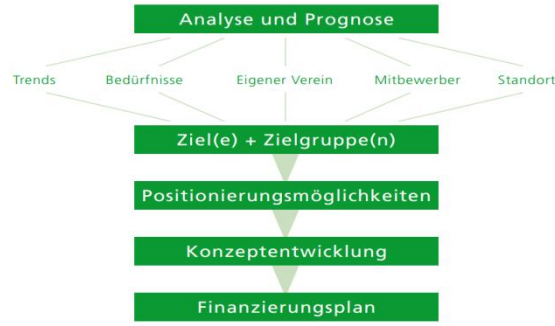 Analyse und Prognose
Trends Bedürfnisse Eigener Verein Mitbewerber Standort
Ziel(e) + Zielgruppe(n)
Positionierungsmöglichkeiten
Konzeptentwicklung
Finanzierungsplan